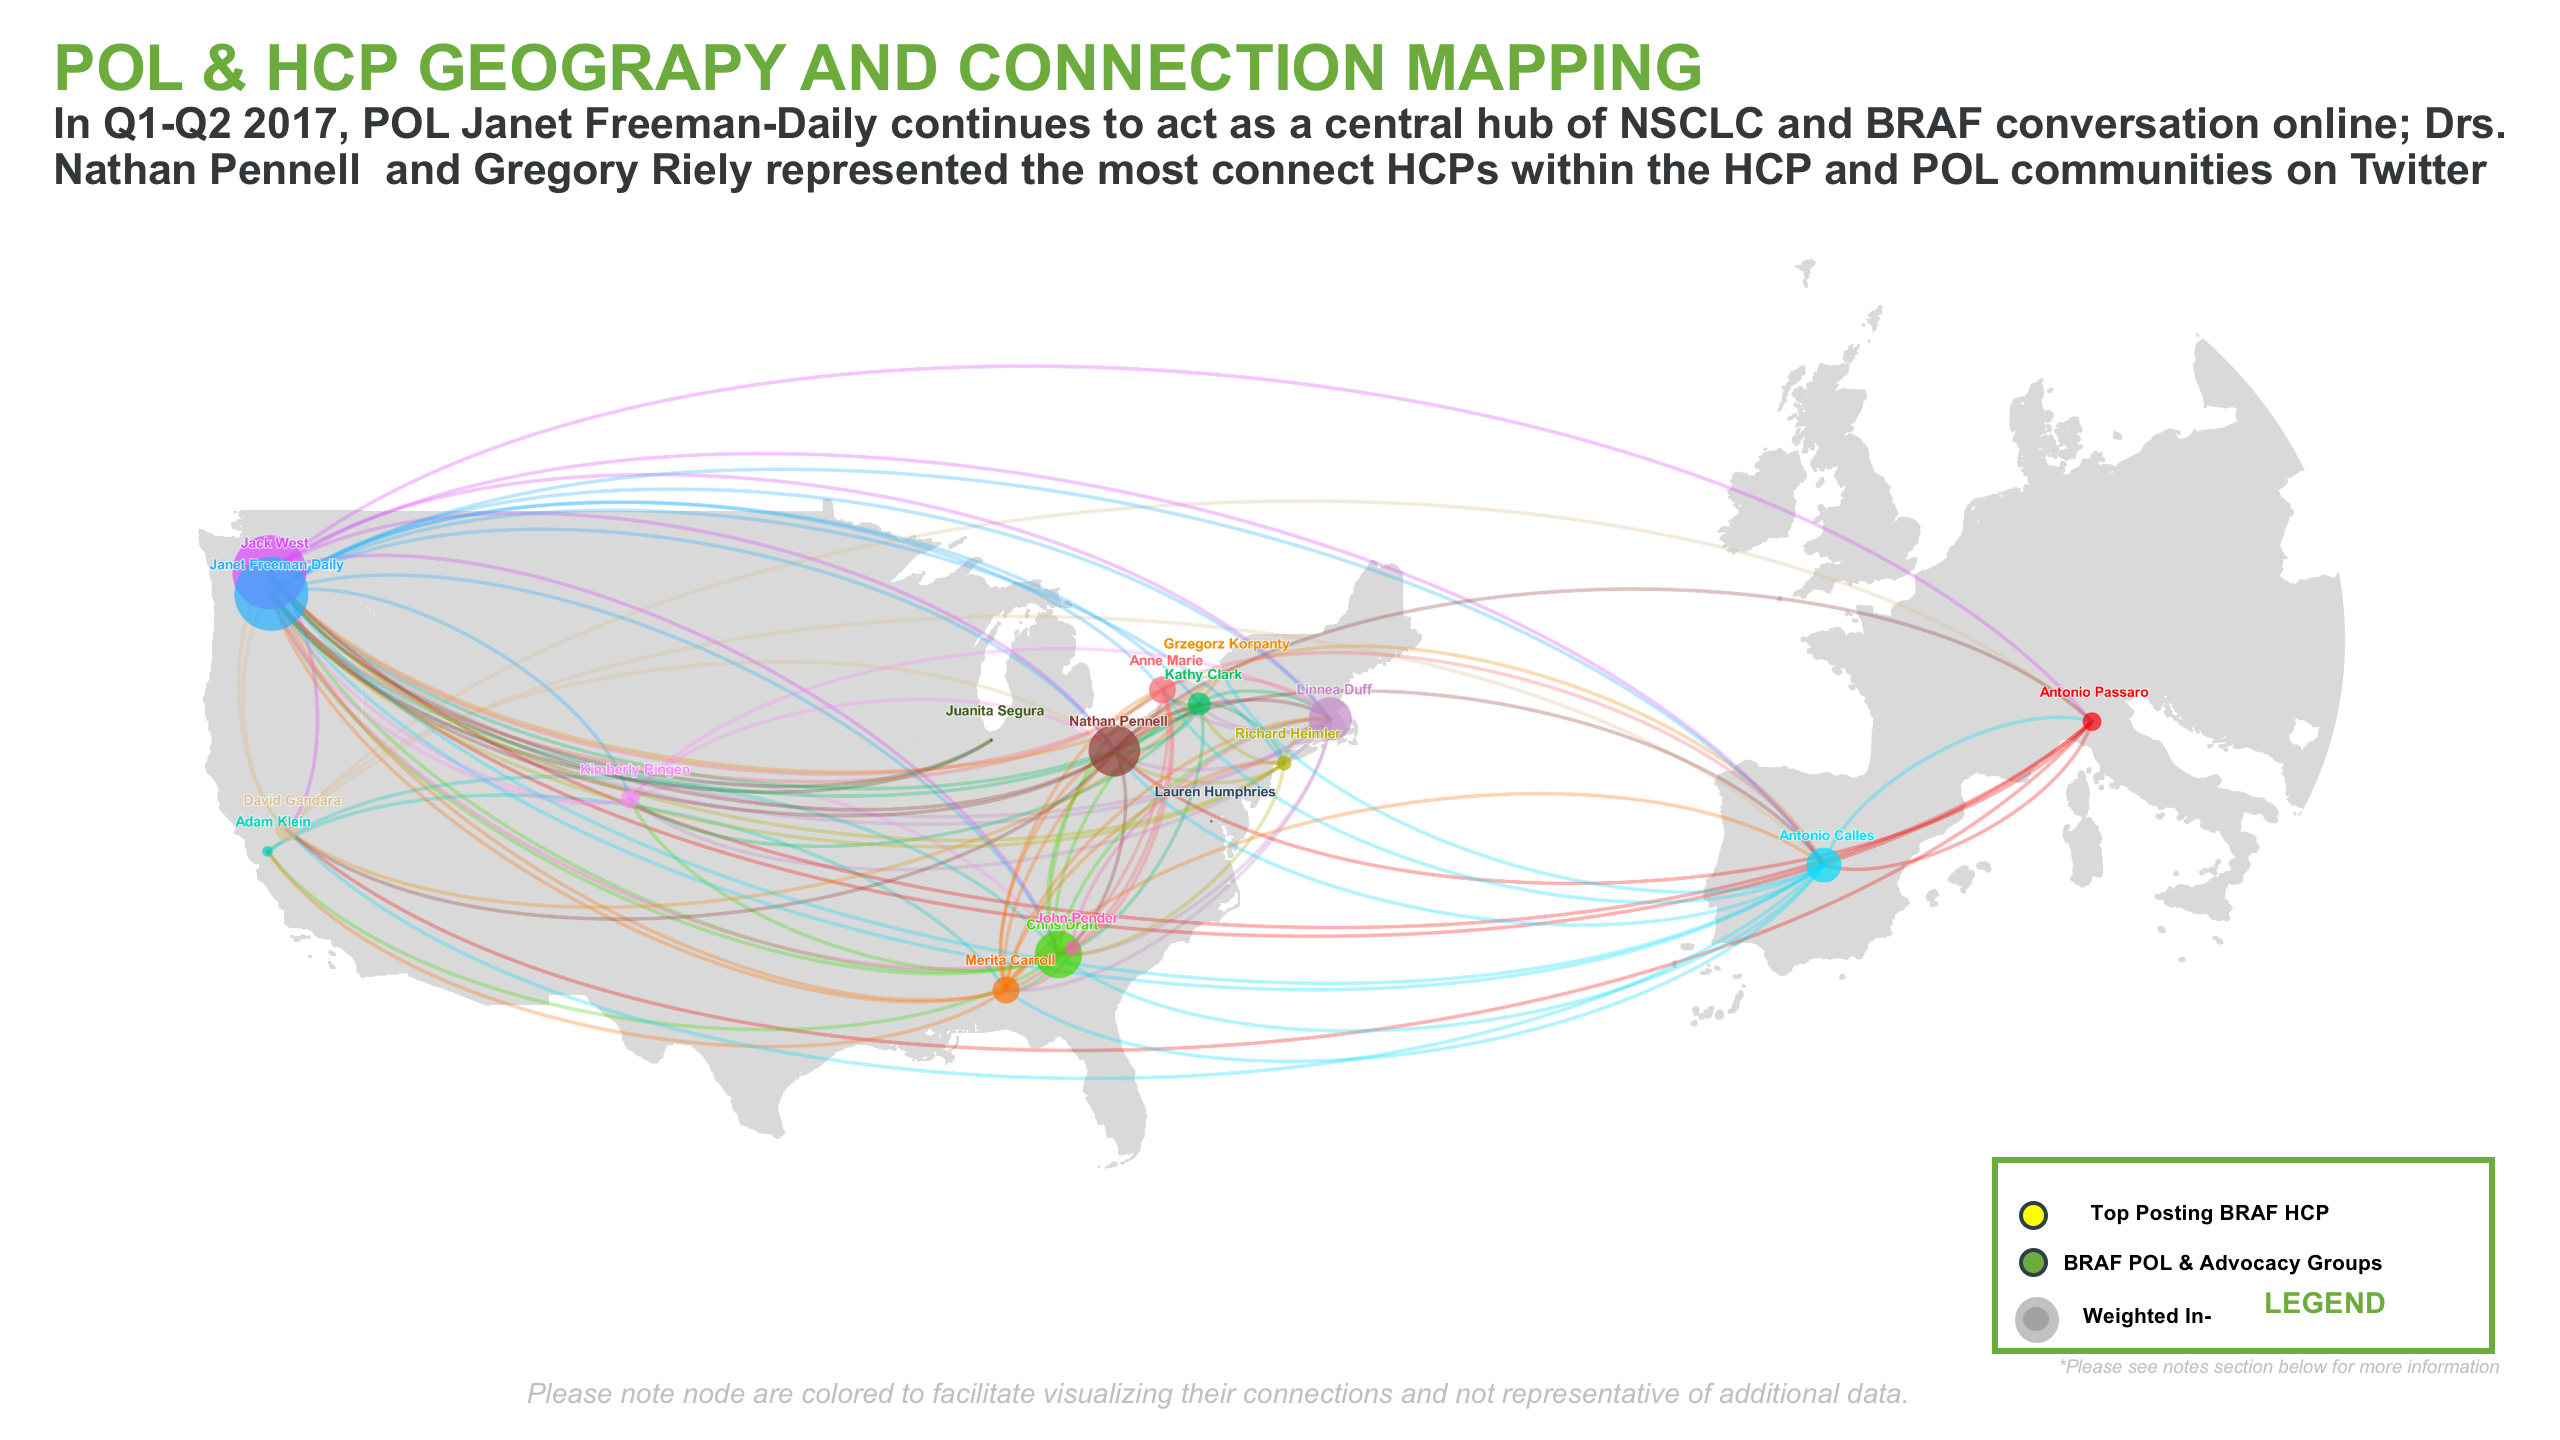 POL & HCP GEOGRAPY AND CONNECTION MAPPING
In Q1-Q2 2017, POL Janet Freeman-Daily continues to act as a central hub of NSCLC and BRAF conversation online; Drs.
Nathan Pennell  and Gregory Riely represented the most connect HCPs within the HCP and POL communities on Twitter
Jack West
Janet Freeman Daily
Grzegorz Korpanty
Anne Marie
Kathy Clark
Linnea Duff
Antonio Passaro
Juanita Segura
Nathan Pennell
Richard Heimler
Kimberly Ringen
Lauren Humphries
David Gandara
Adam Klein
Antonio Calles
John Pender
Chris Draft
Merita Carroll
Top Posting BRAF HCP
BRAF POL & Advocacy Groups
LEGEND
Weighted In-
*Please see notes section below for more information
Please note node are colored to facilitate visualizing their connections and not representative of additional data.